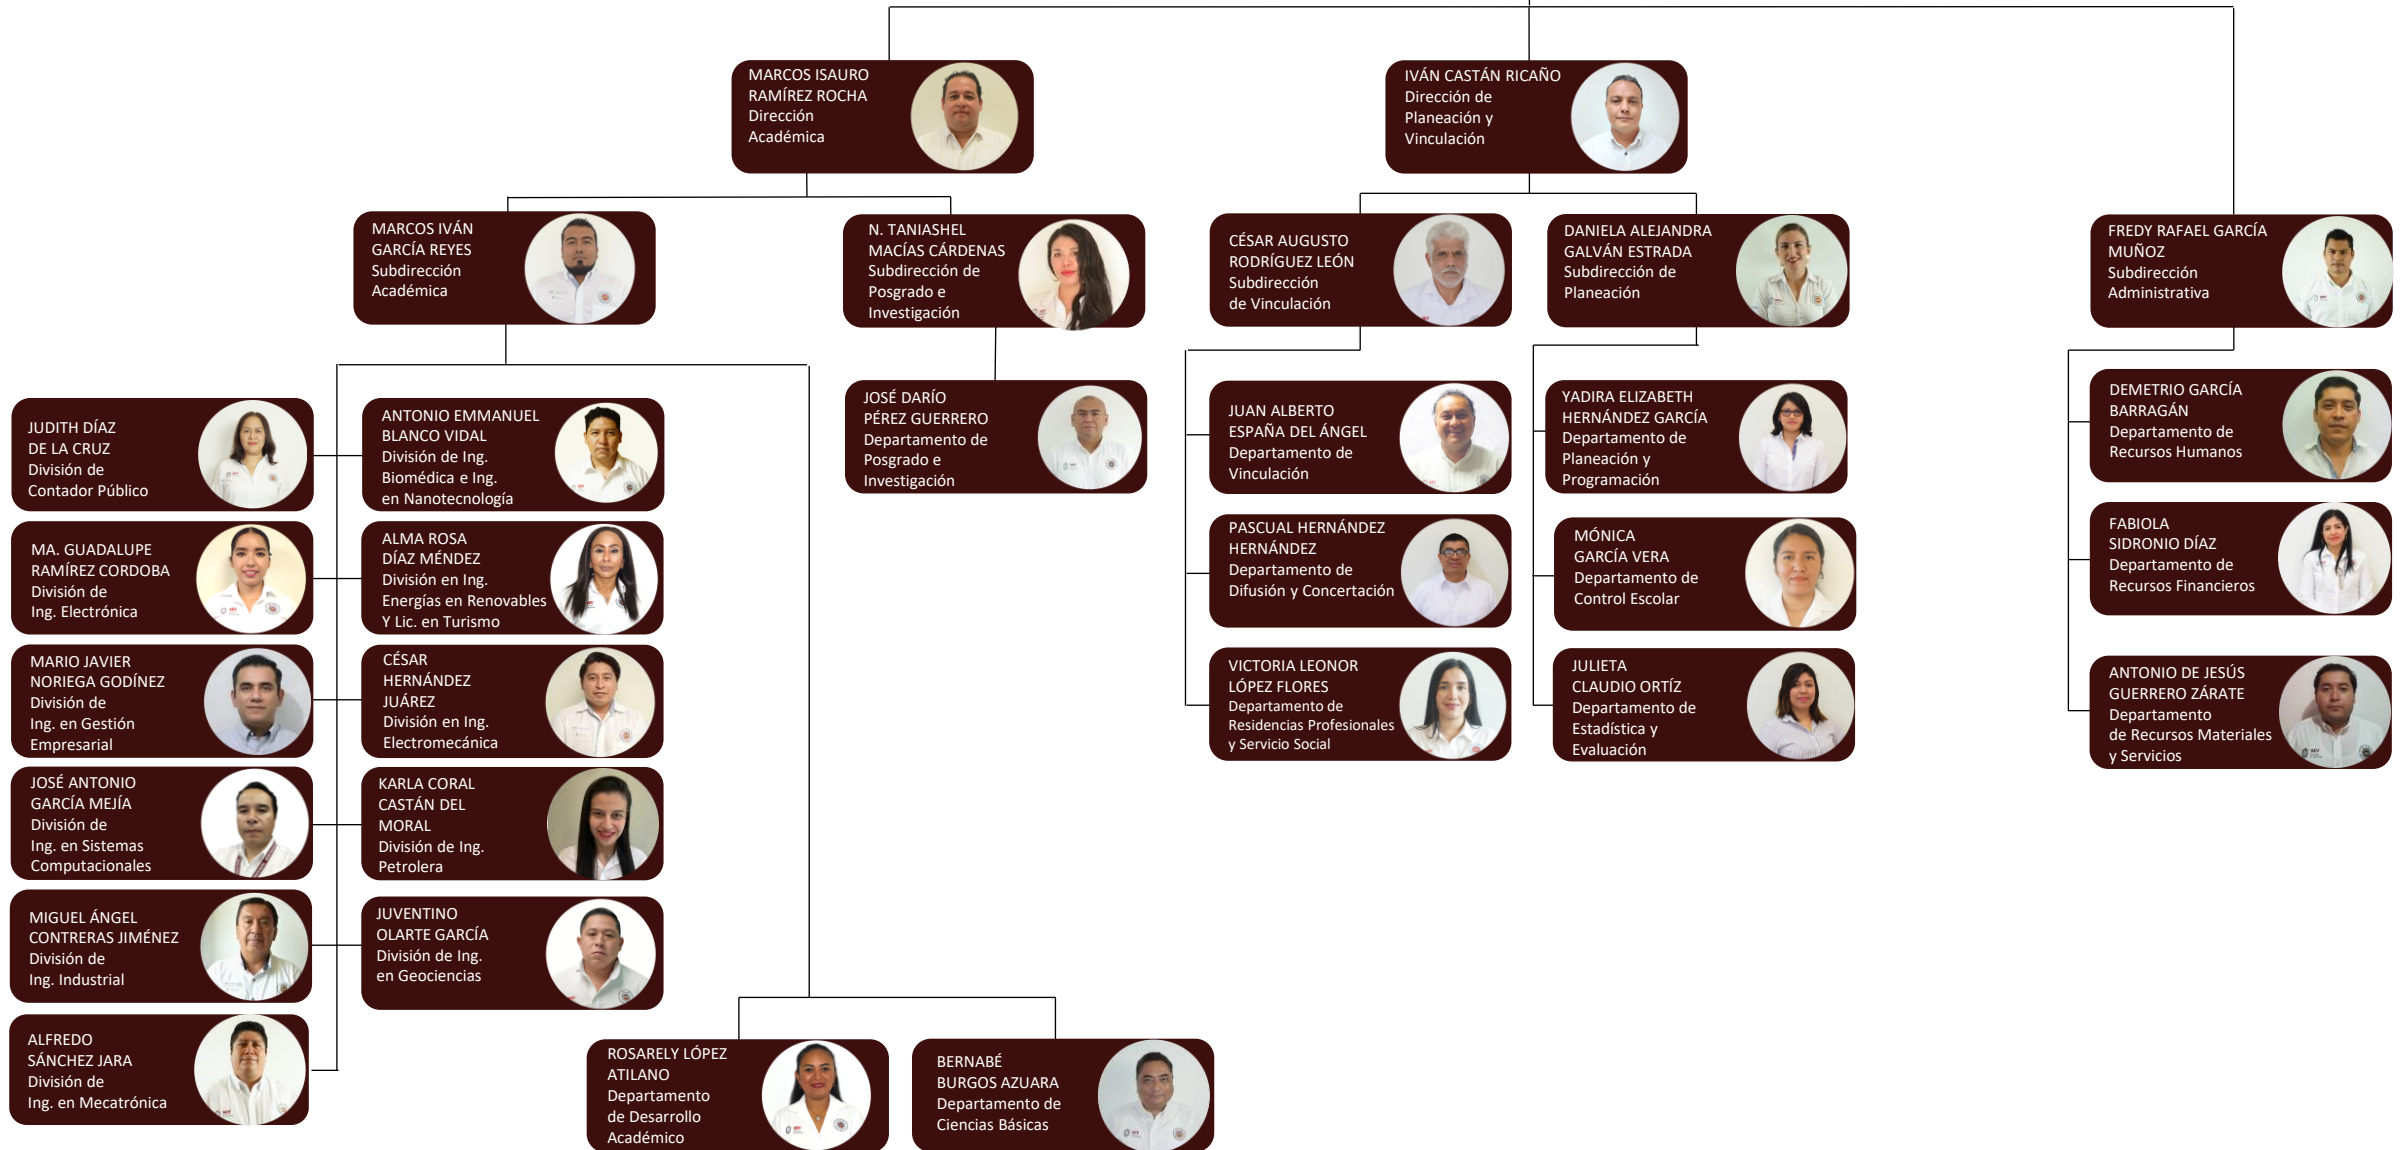 MARCOS ISAURO
RAMÍREZ ROCHA
Dirección
Académica
IVÁN CASTÁN RICAÑO
Dirección de
Planeación y
Vinculación
MARCOS IVÁN
GARCÍA REYES
Subdirección
Académica
N. TANIASHEL
MACÍAS CÁRDENAS
Subdirección de
Posgrado e
Investigación
CÉSAR AUGUSTO
RODRÍGUEZ LEÓN
Subdirección
de Vinculación
DANIELA ALEJANDRA
GALVÁN ESTRADA
Subdirección de
Planeación
FREDY RAFAEL GARCÍA
MUÑOZ
Subdirección
Administrativa
JUDITH DÍAZ
DE LA CRUZ
División de
Contador Público
ANTONIO EMMANUEL
BLANCO VIDAL
División de Ing.
Biomédica e Ing.
en Nanotecnología
JOSÉ DARÍO
PÉREZ GUERRERO
Departamento de
Posgrado e
Investigación
JUAN ALBERTO
ESPAÑA DEL ÁNGEL
Departamento de
Vinculación
YADIRA ELIZABETH
HERNÁNDEZ GARCÍA
Departamento de
Planeación y
Programación
DEMETRIO GARCÍA
BARRAGÁN
Departamento de
Recursos Humanos
MA. GUADALUPE
RAMÍREZ CORDOBA
División de
Ing. Electrónica
ALMA ROSA
DÍAZ MÉNDEZ
División en Ing.
Energías en Renovables
Y Lic. en Turismo
PASCUAL HERNÁNDEZ
HERNÁNDEZ
Departamento de
Difusión y Concertación
MÓNICA
GARCÍA VERA
Departamento de
Control Escolar
FABIOLA
SIDRONIO DÍAZ
Departamento de
Recursos Financieros
MARIO JAVIER
NORIEGA GODÍNEZ
División de
Ing. en Gestión
Empresarial
CÉSAR
HERNÁNDEZ
JUÁREZ
División en Ing.
Electromecánica
VICTORIA LEONOR
LÓPEZ FLORES
Departamento de
Residencias Profesionales
y Servicio Social
JULIETA
CLAUDIO ORTÍZ
Departamento de
Estadística y
Evaluación
ANTONIO DE JESÚS
GUERRERO ZÁRATE
Departamento
de Recursos Materiales
y Servicios
JOSÉ ANTONIO
GARCÍA MEJÍA
División de
Ing. en Sistemas
Computacionales
KARLA CORAL
CASTÁN DEL
MORAL
División de Ing.
Petrolera
MIGUEL ÁNGEL
CONTRERAS JIMÉNEZ
División de
Ing. Industrial
JUVENTINO
OLARTE GARCÍA
División de Ing.
en Geociencias
ALFREDO
SÁNCHEZ JARA
División de
Ing. en Mecatrónica
ROSARELY LÓPEZ
ATILANO
Departamento
de Desarrollo
Académico
BERNABÉ
BURGOS AZUARA
Departamento de
Ciencias Básicas